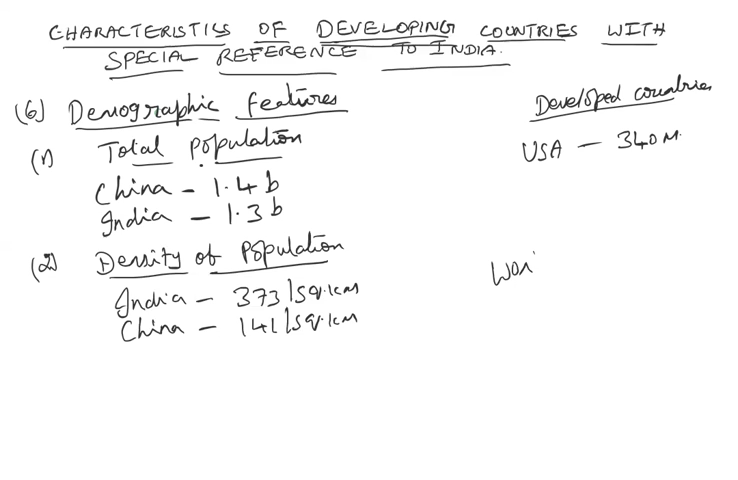 CHARACTERISTICS OF DEVELOPING COUNTRIES WITH
SPECIAL REFERENCE TO INDIA.
(6) Demographic features
Developed countries
(1) Total population
USA – 340 M.
China – 1.4 b
India – 1.3 b
(2) Density of population
India – 373 / sq.km
China – 141 / sq.km